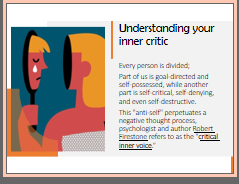 Understanding your
inner critic
Every person is divided;
Part of us is goal-directed and
self-possessed, while another
part is self-critical, self-denying,
and even self-destructive.
This "anti-self" perpetuates a
negative thought process,
psychologist and author Robert
Firestone refers to as the "critical
inner voice."